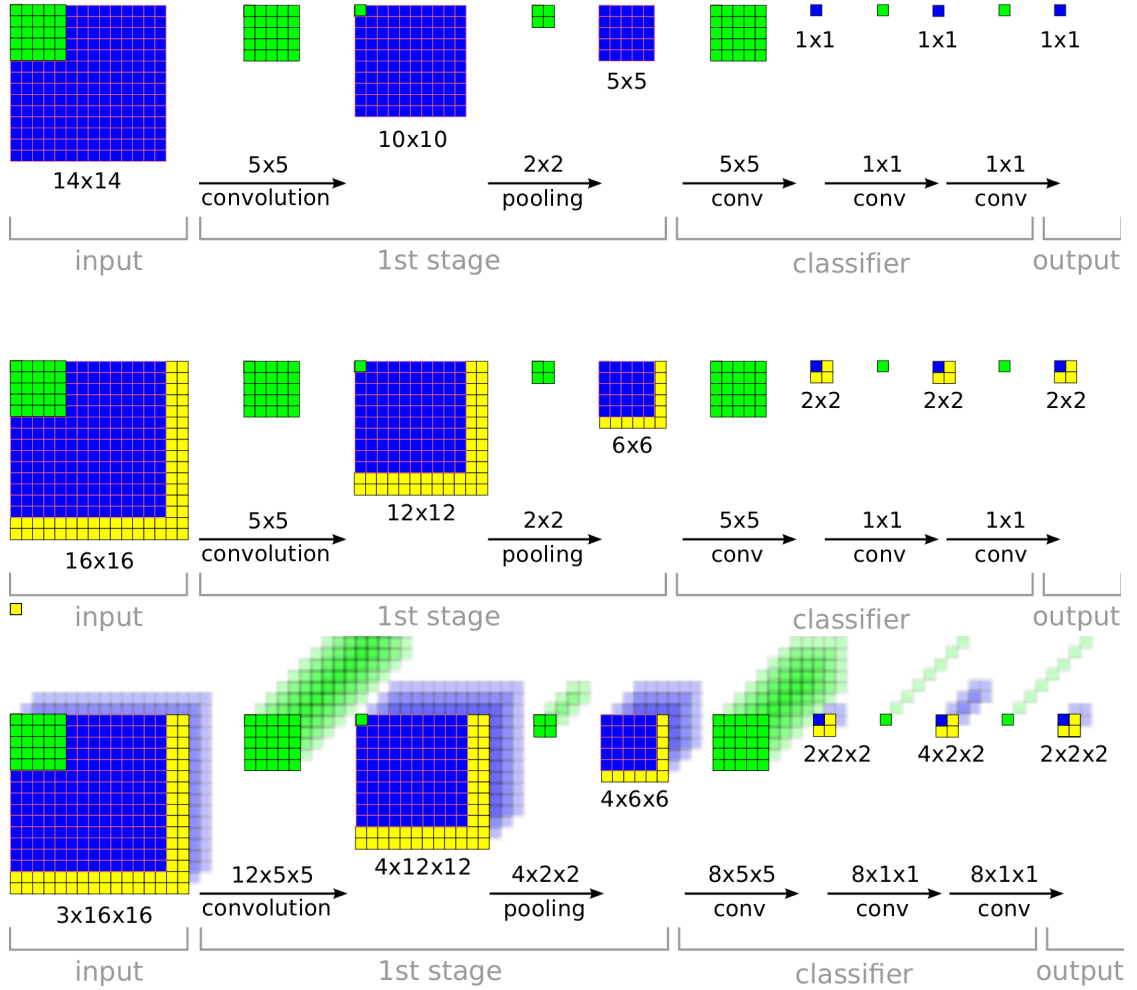 1x1 1x1 1x1
5x5
10x10
14x14
5x5 2x2 5x5 1x1 1x1
convolution pooling conv conv conv
input 1st stage classifier output
2x2 2x2 2x2
6x6
12x12
16x16
5x5 2x2 5x5 1x1 1x1
convolution pooling conv conv conv
input 1st stage classifier output
2x2x2 4x2x2 2x2x2
4x6x6
4x12x12
3x16x16
12x5x5 4x2x2 8x5x5 8x1x1 8x1x1
convolution pooling conv conv conv
input 1st stage classifier output